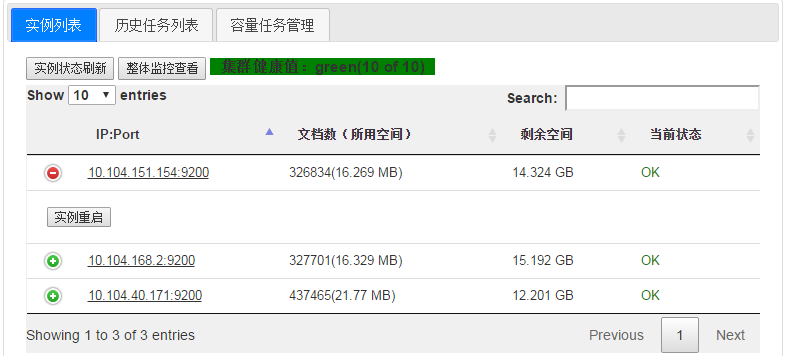 实例列表 历史任务列表 容量任务管理
实例状态刷新 整体监控查看 集群健康值：green(10 of 10)
Show 10 entries Search:
IP:Port 文档数（所用空间） 剩余空间 当前状态
10.104.151.154:9200 326834(16.269 MB) 14.324 GB OK
实例重启
10.104.168.2:9200 327701(16.329 MB) 15.192 GB OK
10.104.40.171:9200 437465(21.77 MB) 12.201 GB OK
Showing 1 to 3 of 3 entries Previous 1 Next